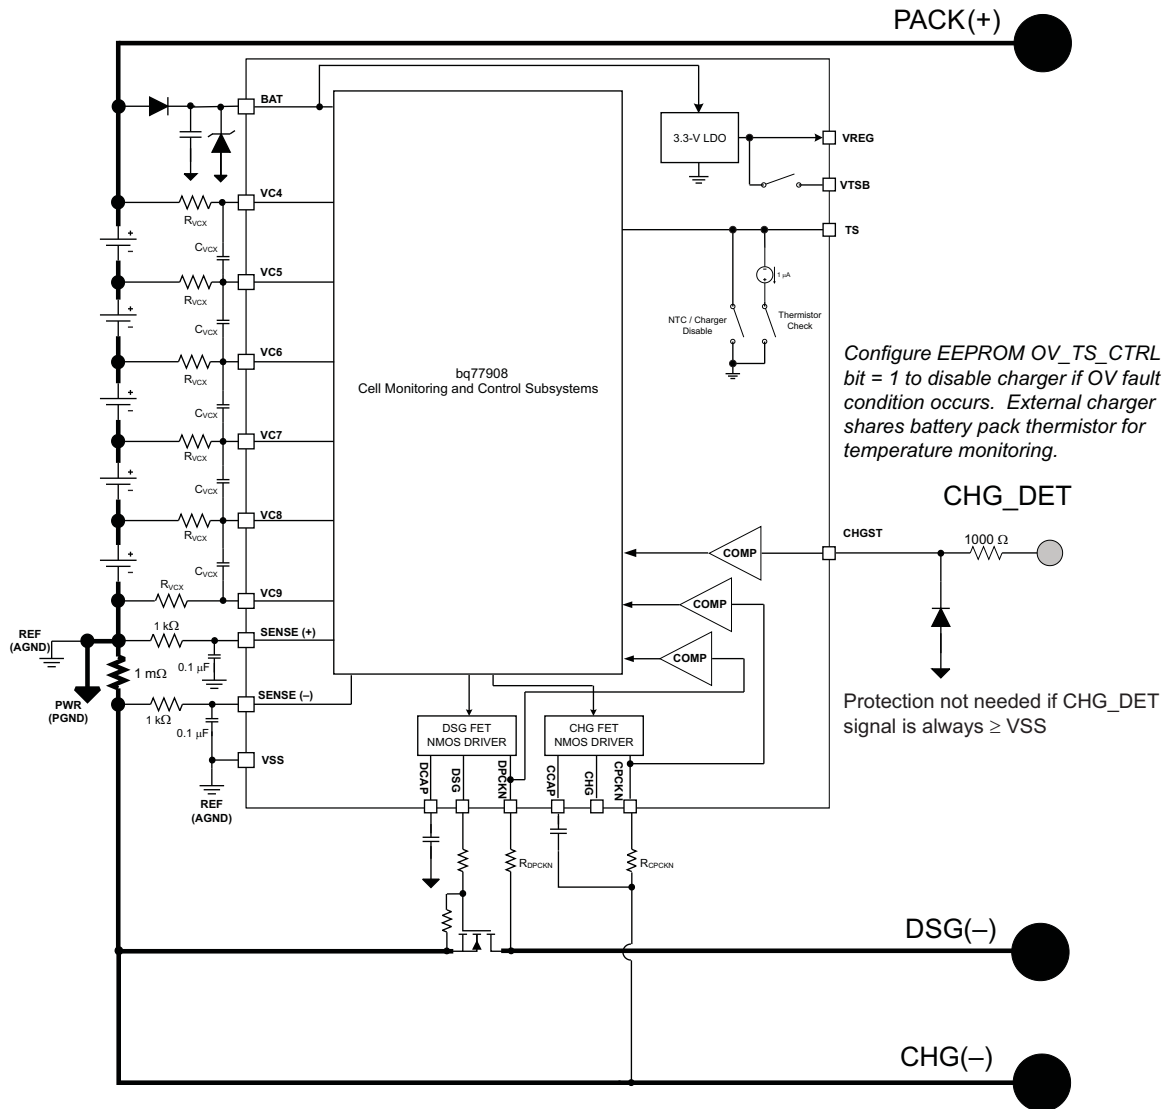 PACK(+)
BAT
3.3-V LDO
VREG
VTSB
VC4
RVCX
TS
+
-
CVCX
VC5
RVCX
1 µA
-
+
+
-
CVCX
NTC / Charger
Disable
Thermistor
Check
VC6
RVCX
bq77908
Cell Monitoring and Control Subsystems
Configure EEPROM OV_TS_CTRL
bit = 1 to disable charger if OV fault
condition occurs. External charger
shares battery pack thermistor for
temperature monitoring.
+
-
CVCX
VC7
RVCX
+
-
CVCX
VC8
RVCX
CHG_DET
CHGST
1000 Ω
COMP
+
-
CVCX
RVCX
VC9
COMP
REF
(AGND)
1 kΩ
SENSE (+)
0.1 µF
COMP
1 mΩ
PWR
(PGND)
1 kΩ
SENSE (–)
0.1 µF
Protection not needed if CHG_DET
signal is always ≥ VSS
DSG FET
NMOS DRIVER
CHG FET
NMOS DRIVER
VSS
REF
(AGND)
DCAP
DSG
DPCKN
CCAP
CHG
CPCKN
RDPCKN
RCPCKN
DSG(–)
CHG(–)